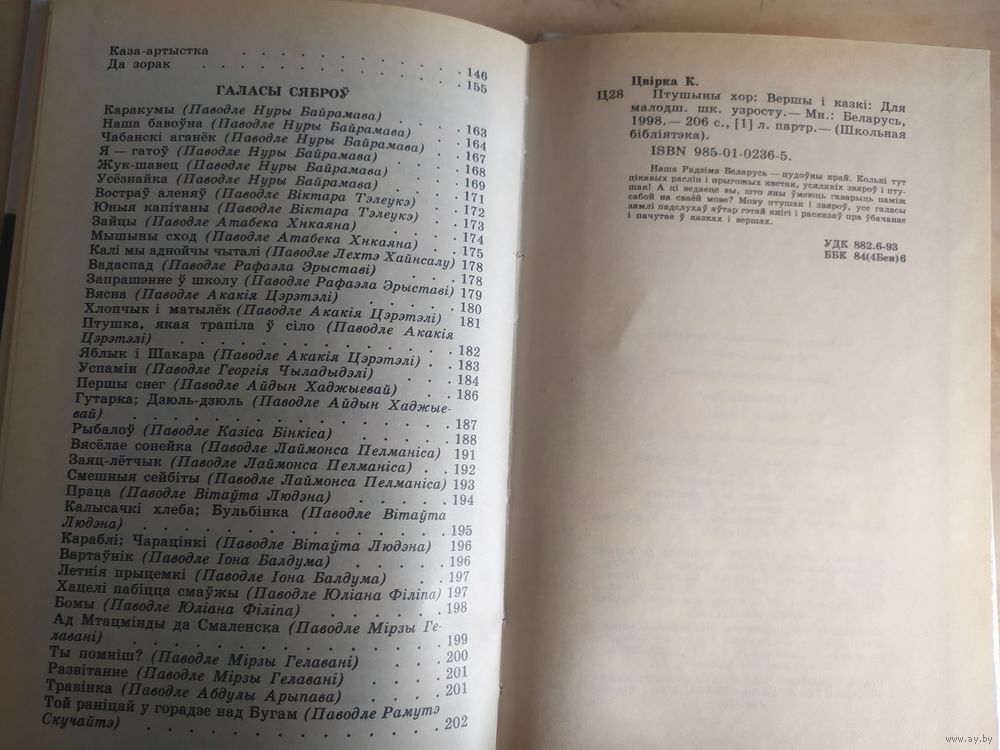 Каза-артыстка . . . . . . . . . 146
Да зорак . . . . . . . . . . 155
ГАЛАСЫ СЯБРОЎ
Каракумы (Паводле Нуры Байрамава) . . . 163
Наша бавоўна (Паводле Нуры Байрамава) . . 164
Чабанскі агонёк (Паводле Нуры Байрамава) . 167
Я — гатоў (Паводле Нуры Байрамава) . . . 168
Жук-шавец (Паводле Нуры Байрамава) . . . 169
Усёзнайка (Паводле Нуры Байрамава) . . . 171
Востраў аленяў (Паводле Віктара Тэлеукэ) . . 172
Юныя капітаны (Паводле Віктара Тэлеукэ) . . 173
Зайцы (Паводле Атабека Хнкаяна) . . . . 174
Мышыны сход (Паводле Атабека Хнкаяна) . . 175
Калі мы аднойчы чыталі (Паводле Лехтэ Хайнсалу) 178
Вадаспад (Паводле Рафаэла Эрыставі) . . . 178
Запрашэнне ў школу (Паводле Рафаэла Эрыставі) 179
Вясна (Паводле Акакія Цэрэтэлі) . . . . 180
Хлопчык і матылёк (Паводле Акакія Цэрэтэлі) . 181
Птушка, якая трапіла ў сіло (Паводле Акакія
Цэрэтэлі) . . . . . . . . . . 182
Яблык і Шакара (Паводле Акакія Цэрэтэлі) . . 183
Успамін (Паводле Георгія Чыладыдэлі) . . . 184
Першы снег (Паводле Айдын Хаджыевай) . . 186
Гутарка; Дзюль-дзюль (Паводле Айдын Хаджые-
вай) . . . . . . . . . . . . 187
Рыбалоў (Паводле Казіса Бінкіса) . . . . 188
Вясёлае сонейка (Паводле Лаймонса Пелманіса) 191
Заяц-лётчык (Паводле Лаймонса Пелманіса) . . 192
Смешныя сейбіты (Паводле Лаймонса Пелманіса) 193
Праца (Паводле Вітаўта Людэна) . . . . . 194
Калысачкі хлеба; Бульбінка (Паводле Вітаўта
Людэна) . . . . . . . . . . . 195
Караблі; Чарацінкі (Паводле Вітаўта Людэна) 196
Вартаўнік (Паводле Іона Балдума) . . . . 196
Летнія прыцемкі (Паводле Іона Балдума) . . 197
Хацелі пабіцца смаўжы (Паводле Юліана Філіпа) 197
Бомы (Паводле Юліана Філіпа) . . . . . 198
Ад Мтацмінды да Смаленска (Паводле Мірзы Ге-
лавані) . . . . . . . . . . . 199
Ты помніш? (Паводле Мірзы Гелавані) . . . 200
Развітанне (Паводле Мірзы Гелавані) . . . 201
Травінка (Паводле Абдулы Арыпава) . . . . 201
Той раніцай у горадзе над Бугам (Паводле Рамутэ
Скучайтэ) . . . . . . . . . . 202
Цвірка К.
Ц28 Птушыны хор: Вершы і казкі: Для
малодш. шк. узросту.— Мн.: Беларусь,
1998.— 206 с., [1] л. партр.— (Школьная
бібліятэка).
ISBN 985-01-0236-5.
Наша Радзіма Беларусь — цудоўны край. Колькі тут
цікавых раслін і прыгожых кветак, усялякіх звяроў і пту-
шак! А ці ведаеце вы, што яны ўмеюць гаварыць паміж
сабой на сваёй мове? Мову птушак і звяроў, усе галасы
зямлі падслухаў аўтар гэтай кнігі і расказаў пра ўбачанае
і пачутае ў казках і вершах.
УДК 882.6-93
ББК 84(4Беи)6
www.ay.by